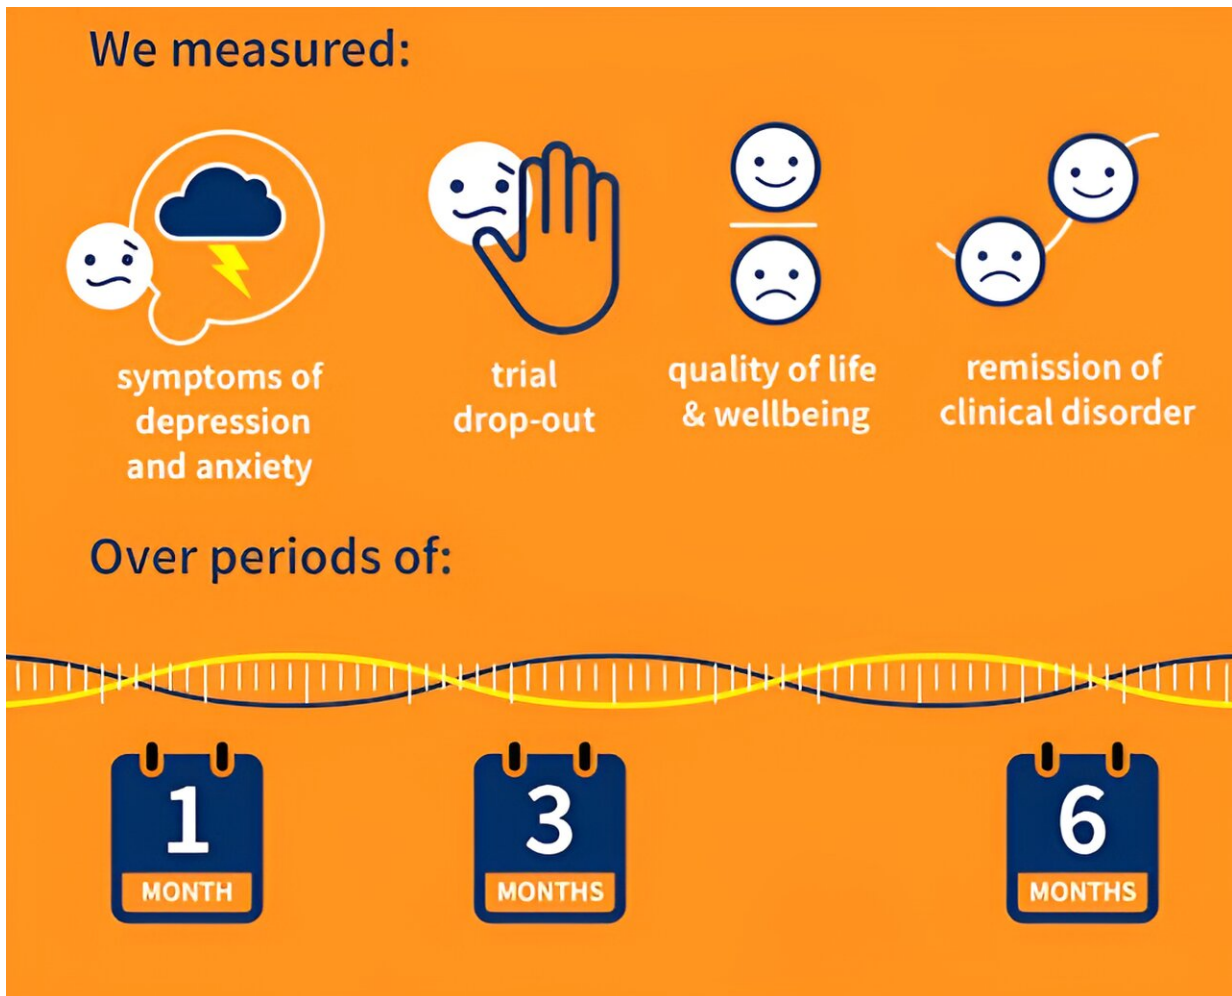 We measured:
symptoms of
depression
and anxiety
trial
drop-out
quality of life
& wellbeing
remission of
clinical disorder
Over periods of:
1
MONTH
3
MONTHS
6
MONTHS